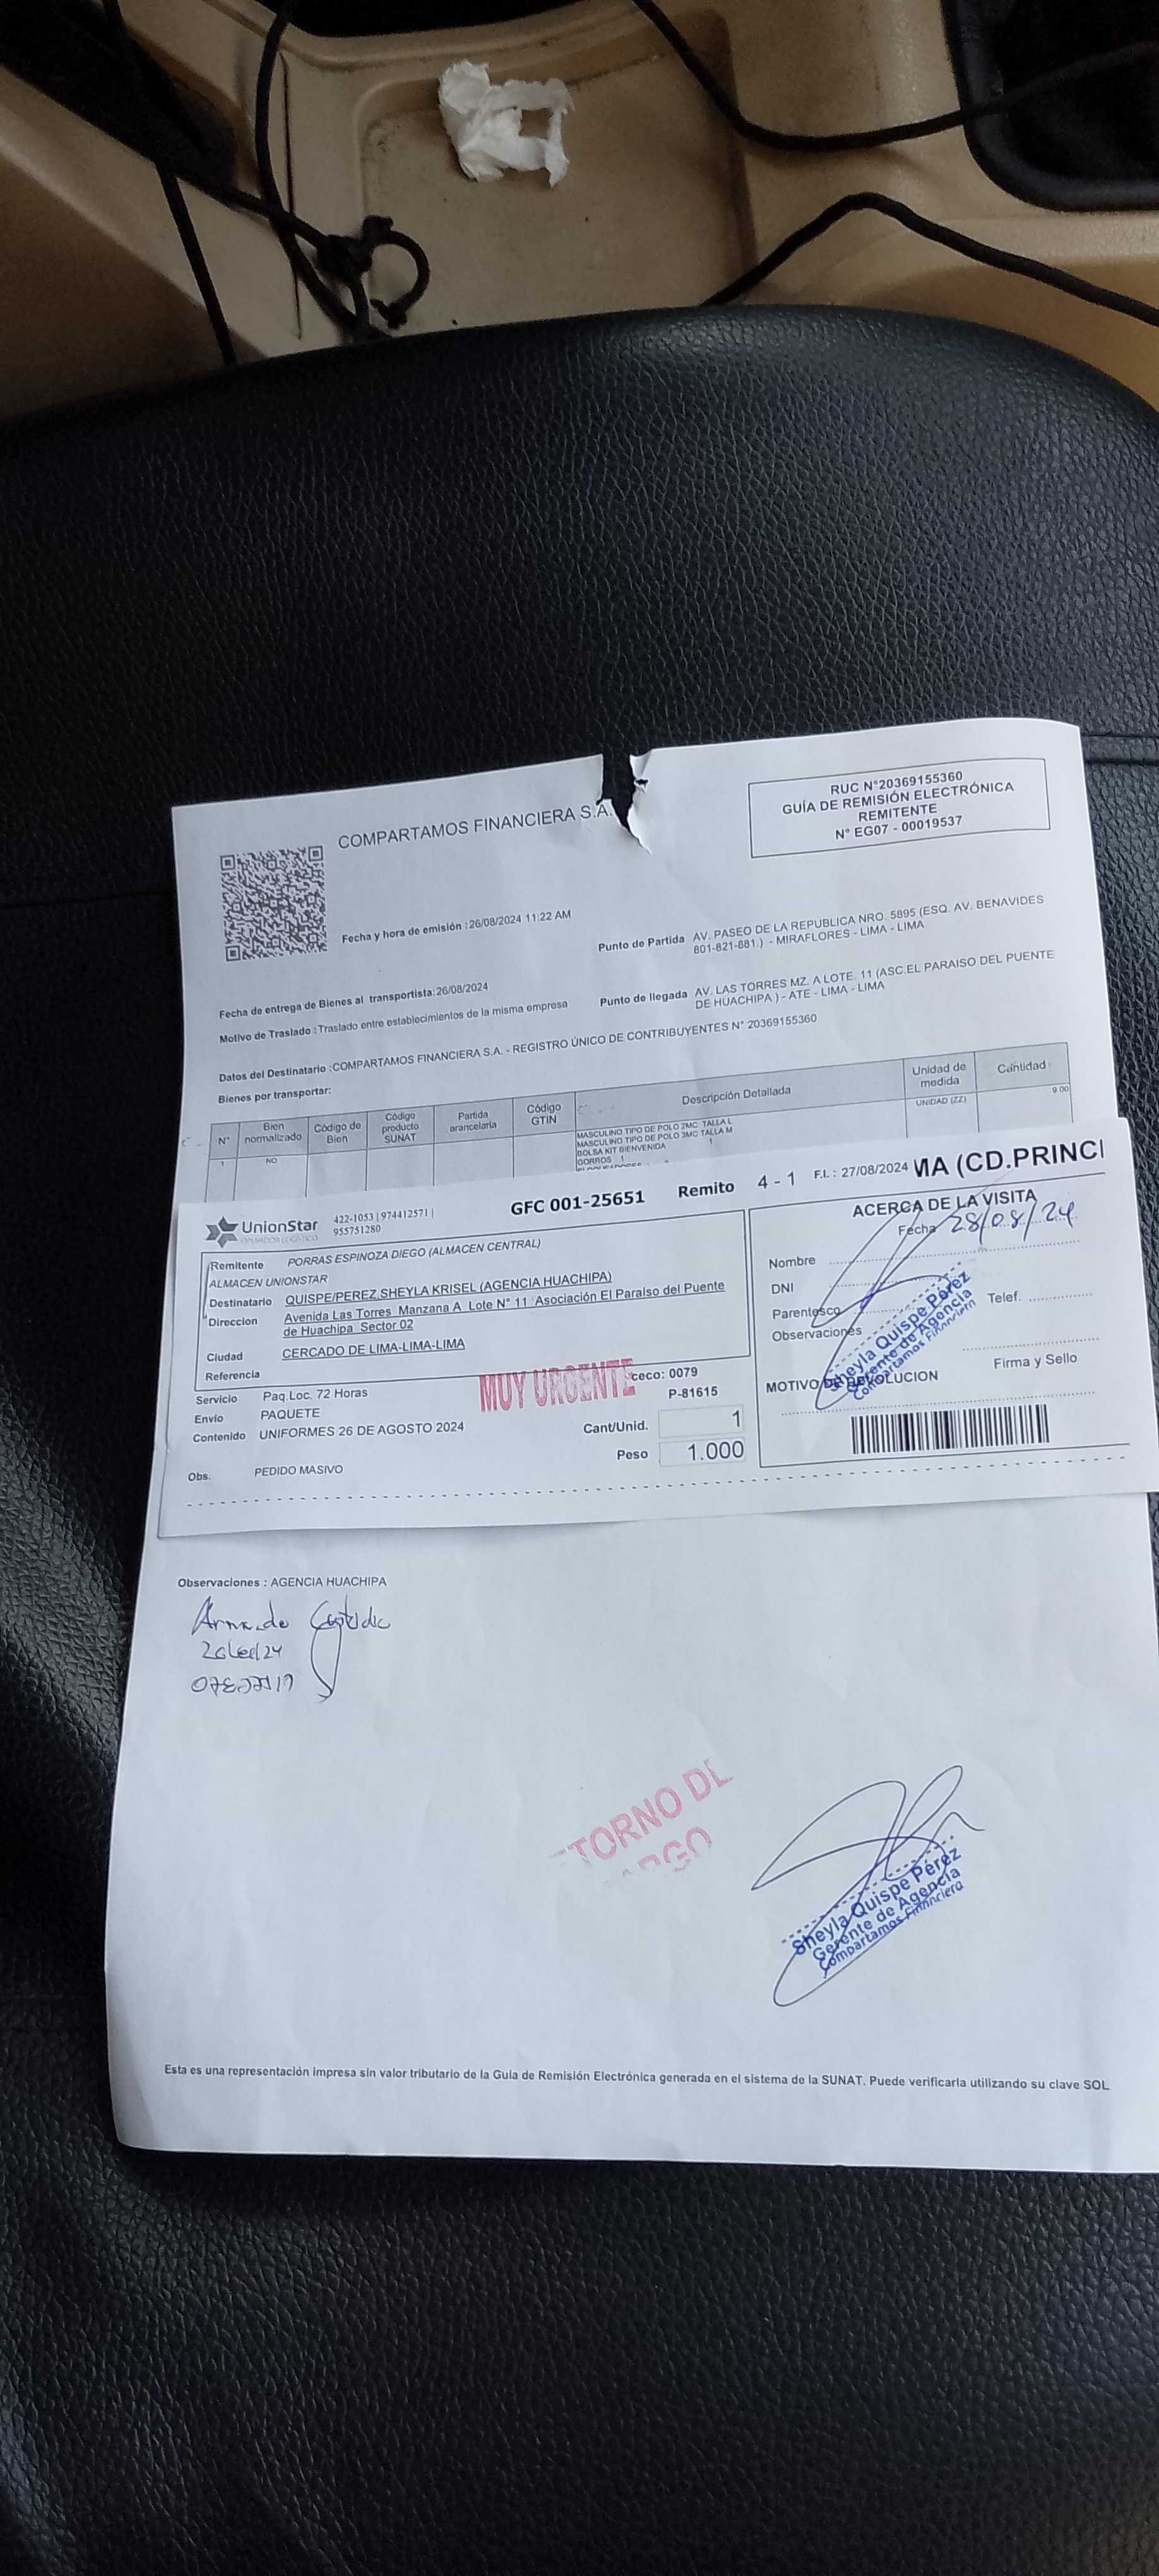 COMPARTAMOS FINANCIERA S.A.
RUC N°20369155360
GUÍA DE REMISIÓN ELECTRÓNICA
REMITENTE
N° EG07 - 00019537
Fecha y hora de emisión :26/08/2024 11:22 AM
Punto de Partida AV. PASEO DE LA REPUBLICA NRO. 5895 (ESQ. AV. BENAVIDES
801-821-881.) - MIRAFLORES - LIMA - LIMA
Fecha de entrega de Bienes al transportista:26/08/2024
Punto de llegada AV. LAS TORRES MZ. A LOTE. 11 (ASC.EL PARAISO DEL PUENTE
DE HUACHIPA ) - ATE - LIMA - LIMA
Motivo de Traslado :Traslado entre establecimientos de la misma empresa
Datos del Destinatario :COMPARTAMOS FINANCIERA S.A. - REGISTRO ÚNICO DE CONTRIBUYENTES N° 20369155360
Bienes por transportar:
N° Bien normalizado Código de Bien Código producto SUNAT Partida arancelaria Código GTIN Descripción Detallada Unidad de medida Cantidad
1 NO UNIDAD (ZZ) 9.00
MASCULINO TIPO DE POLO 2MC TALLA L
MASCULINO TIPO DE POLO 3MC TALLA M
BOLSA KIT BIENVENIDA 1
GORROS 1
UnionStar
OPERADOR LOGISTICO
422-1053 | 974412571 |
955751280
GFC 001-25651 Remito 4 - 1 F.I.: 27/08/2024 MA (CD.PRINCI
Remitente PORRAS ESPINOZA DIEGO (ALMACEN CENTRAL)
ALMACEN UNIONSTAR
Destinatario QUISPE/PEREZ,SHEYLA KRISEL (AGENCIA HUACHIPA)
Direccion Avenida Las Torres Manzana A Lote N° 11 Asociación El Paraíso del Puente
de Huachipa Sector 02
Ciudad CERCADO DE LIMA-LIMA-LIMA
Referencia
Servicio Paq.Loc. 72 Horas
Envío PAQUETE
Contenido UNIFORMES 26 DE AGOSTO 2024
Obs. PEDIDO MASIVO
MUY URGENTE
ceco: 0079
P-81615
Cant/Unid. 1
Peso 1.000
ACERCA DE LA VISITA
Fecha 28/08/24
Nombre
DNI
Parentesco
Telef.
Observaciones
Sheyla Quispe Pérez
Gerente de Agencia
Compartamos Financiera
Firma y Sello
MOTIVO DE DEVOLUCION
Observaciones : AGENCIA HUACHIPA
TORNO DE
Sheyla Quispe Pérez
Gerente de Agencia
Compartamos Financiera
Esta es una representación impresa sin valor tributario de la Guía de Remisión Electrónica generada en el sistema de la SUNAT. Puede verificarla utilizando su clave SOL